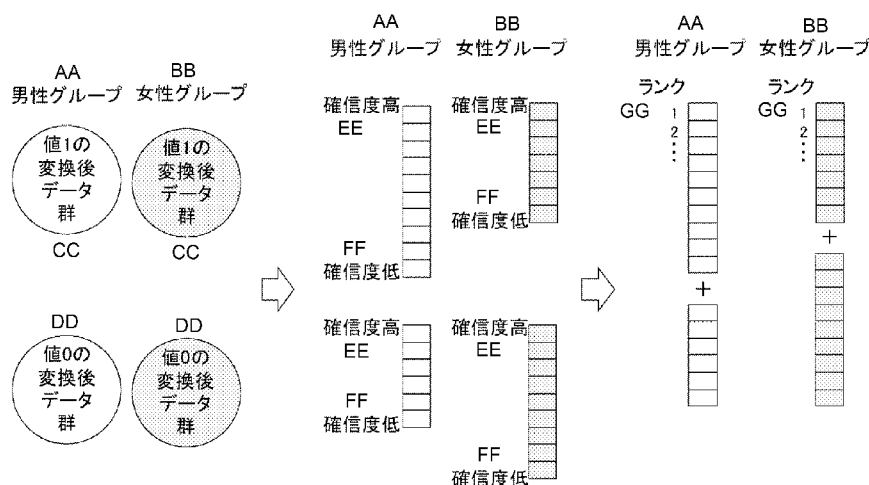 AA
男性グループ
BB
女性グループ
値1の
変換後
データ
群
CC
値1の
変換後
データ
群
CC
DD
値0の
変換後
データ
群
DD
値0の
変換後
データ
群
AA
男性グループ
BB
女性グループ
確信度高
EE
FF
確信度低
確信度高
EE
FF
確信度低
確信度高
EE
FF
確信度低
確信度高
EE
FF
確信度低
AA
男性グループ
BB
女性グループ
ランク
GG 1
2
⋮
+
ランク
GG 1
2
⋮
+